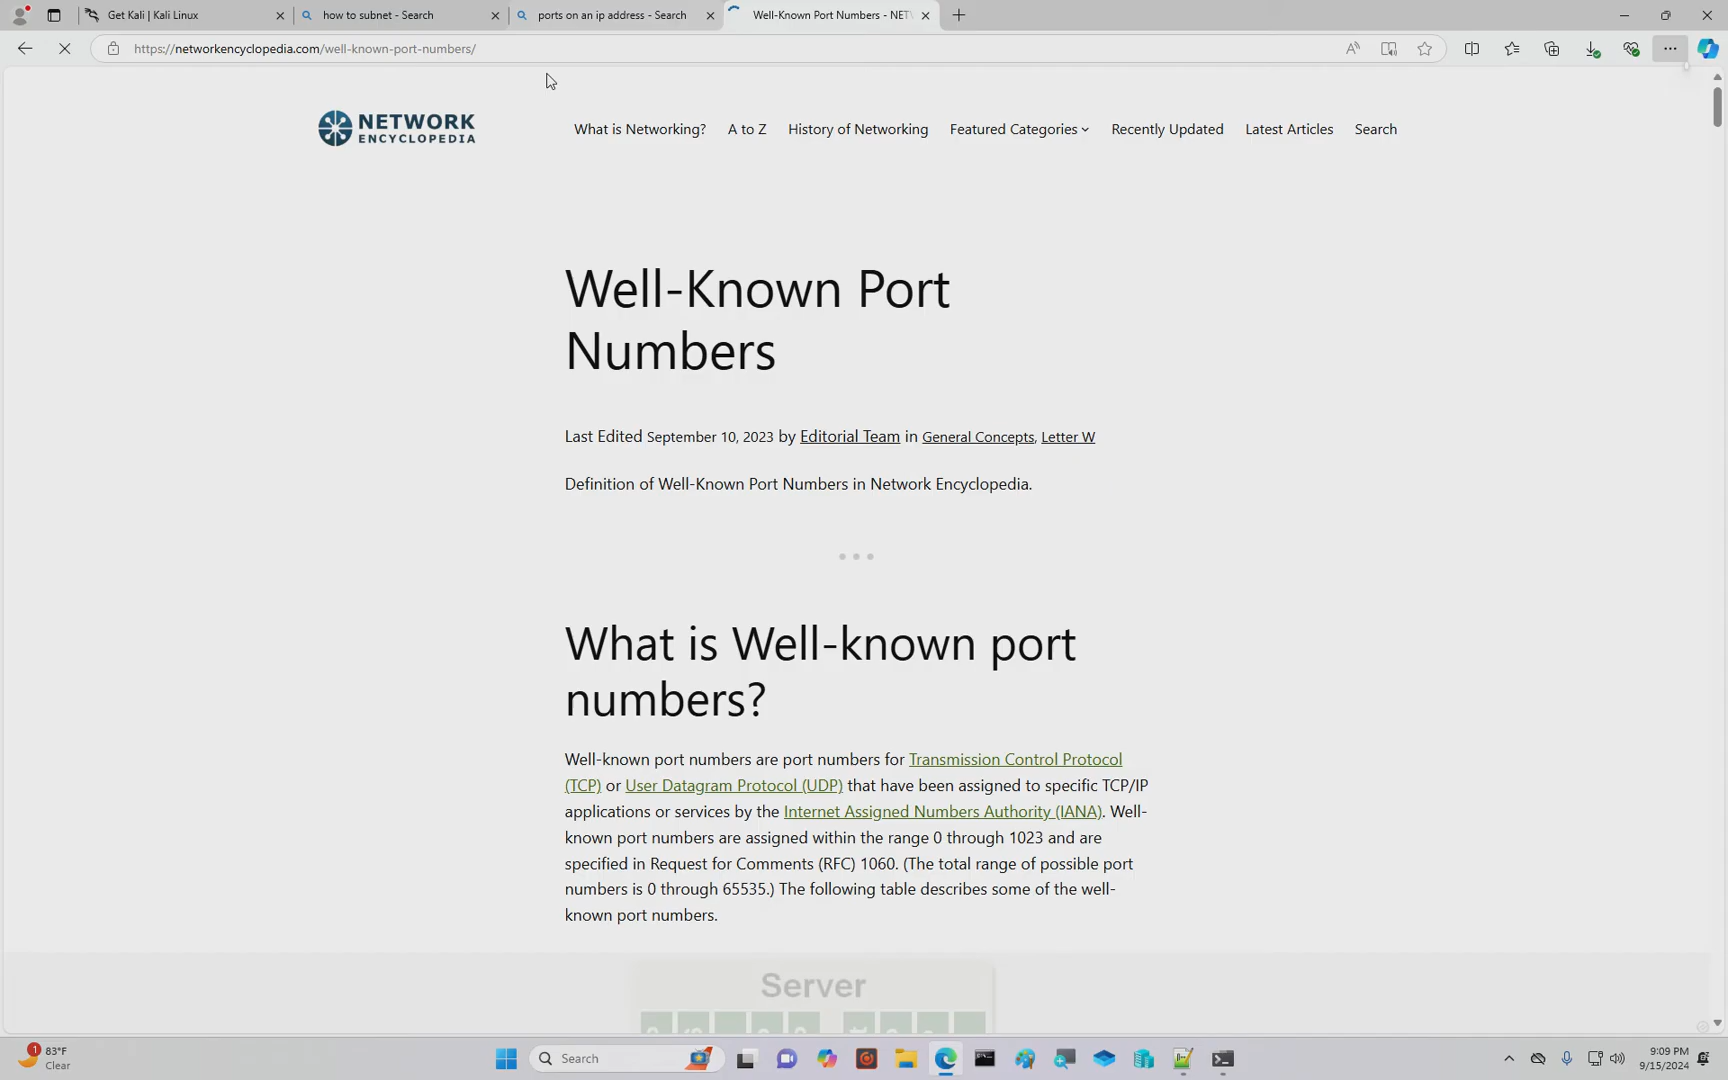 Get Kali | Kali Linux
how to subnet - Search
ports on an ip address - Search
Well-Known Port Numbers - NET
https://networkencyclopedia.com/well-known-port-numbers/
NETWORK
ENCYCLOPEDIA
What is Networking?
A to Z
History of Networking
Featured Categories
Recently Updated
Latest Articles
Search
Well-Known Port
Numbers
Last Edited September 10, 2023 by Editorial Team in General Concepts, Letter W
Definition of Well-Known Port Numbers in Network Encyclopedia.
What is Well-known port
numbers?
Well-known port numbers are port numbers for Transmission Control Protocol
(TCP) or User Datagram Protocol (UDP) that have been assigned to specific TCP/IP
applications or services by the Internet Assigned Numbers Authority (IANA). Well-
known port numbers are assigned within the range 0 through 1023 and are
specified in Request for Comments (RFC) 1060. (The total range of possible port
numbers is 0 through 65535.) The following table describes some of the well-
known port numbers.
Server
1
83°F
Clear
Search
9:09 PM
9/15/2024